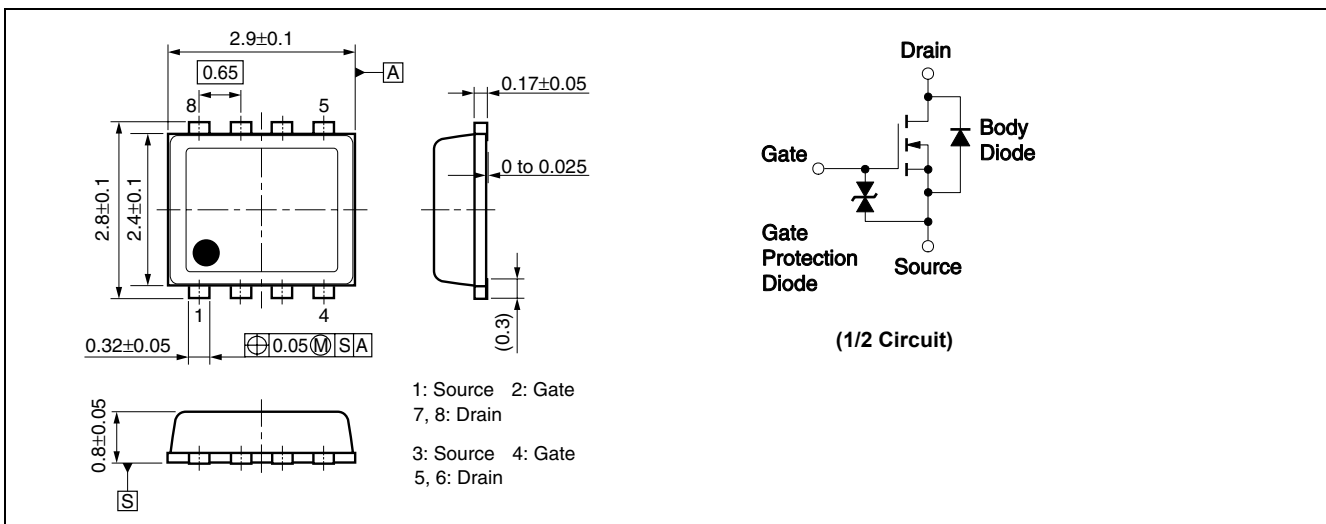 2.9±0.1
0.65
A
8
5
0.17±0.05
2.8±0.1
2.4±0.1
0 to 0.025
1
4
(0.3)
0.32±0.05
⌖ 0.05 Ⓜ S A
0.8±0.05
S
1: Source 2: Gate
7, 8: Drain
3: Source 4: Gate
5, 6: Drain
Drain
Body
Diode
Gate
Gate
Protection
Diode
Source
(1/2 Circuit)